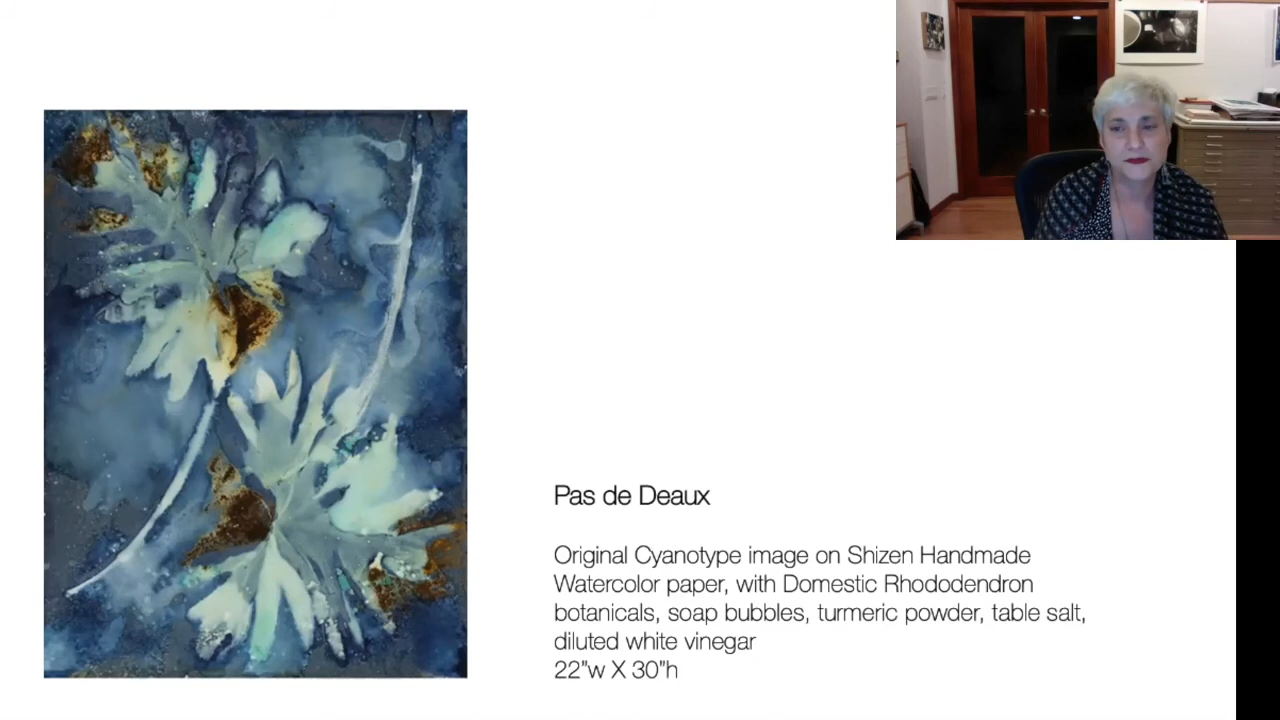 Pas de Deaux
Original Cyanotype image on Shizen Handmade
Watercolor paper, with Domestic Rhododendron
botanicals, soap bubbles, turmeric powder, table salt,
diluted white vinegar
22”w X 30”h